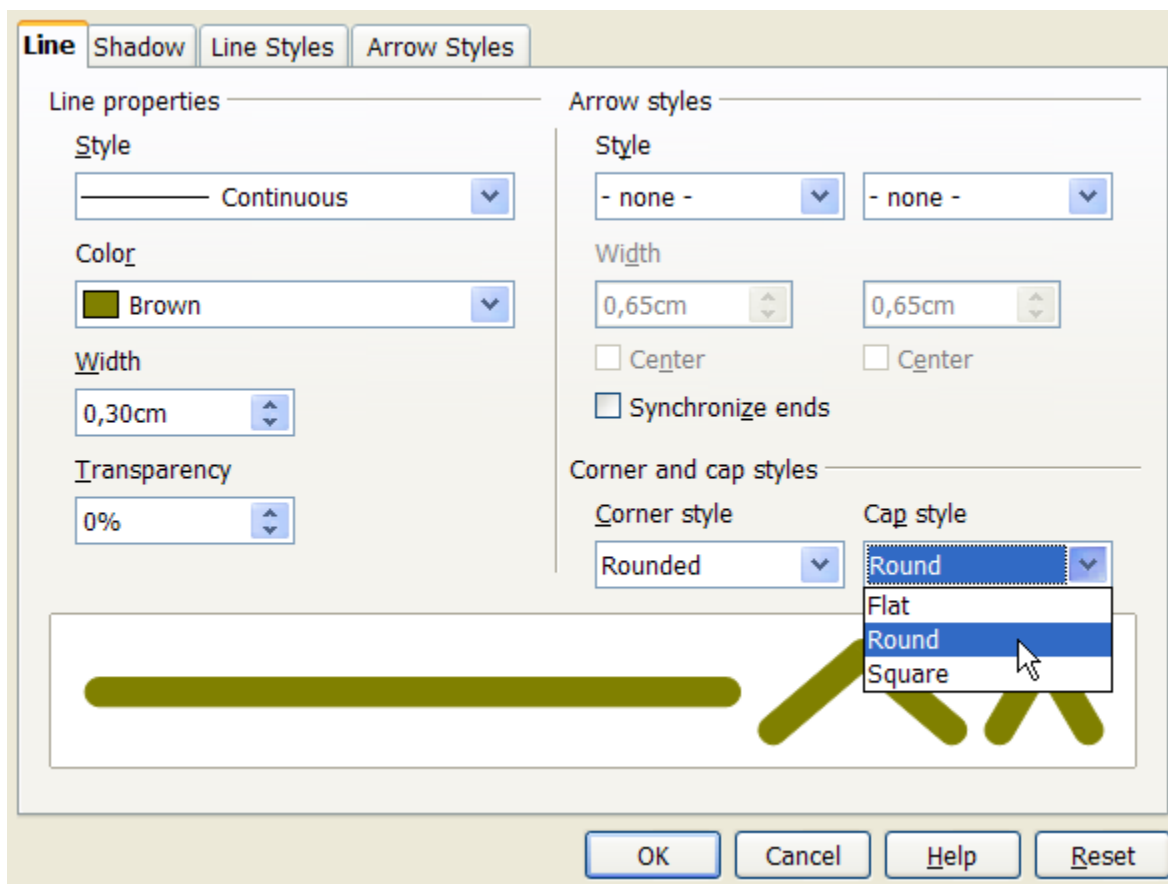 Line Shadow Line Styles Arrow Styles
Line properties
Style
Continuous
Color
Brown
Width
0,30cm
Transparency
0%
Arrow styles
Style
- none - - none -
Width
0,65cm 0,65cm
Center Center
Synchronize ends
Corner and cap styles
Corner style Cap style
Rounded Round
Flat
Round
Square
OK Cancel Help Reset